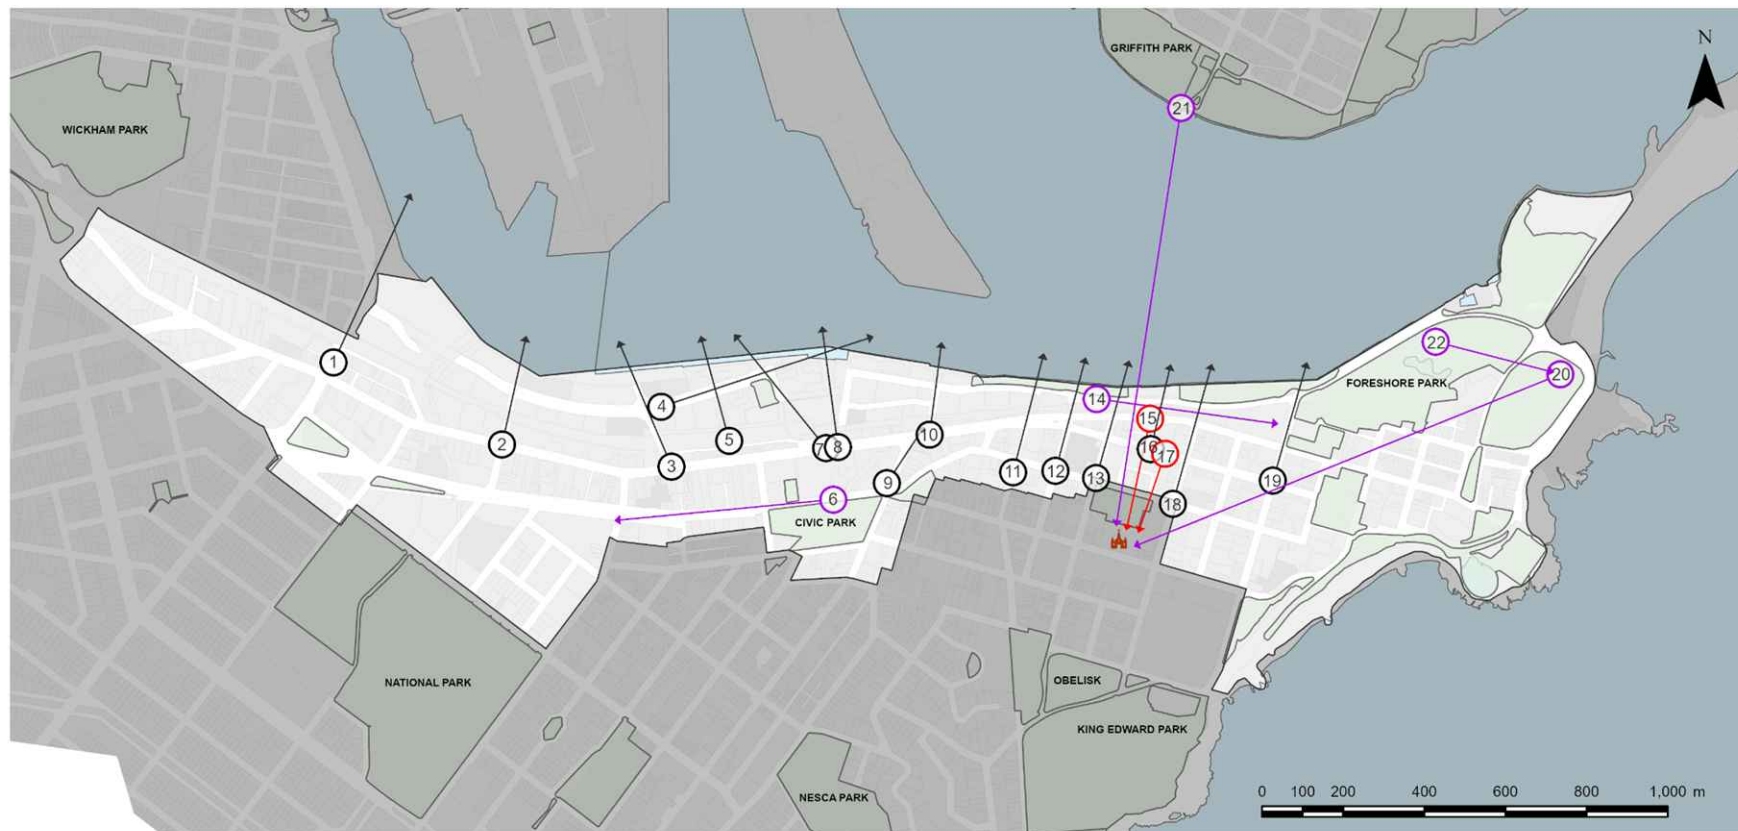 GRIFFITH PARK
N
21
WICKHAM PARK
1
22
20
FORESHORE PARK
4
14
15
2
5
7
8
10
16
17
3
11
12
13
19
9
6
18
CIVIC PARK
NATIONAL PARK
OBELISK
KING EDWARD PARK
NESCA PARK
0 100 200 400 600 800 1,000 m